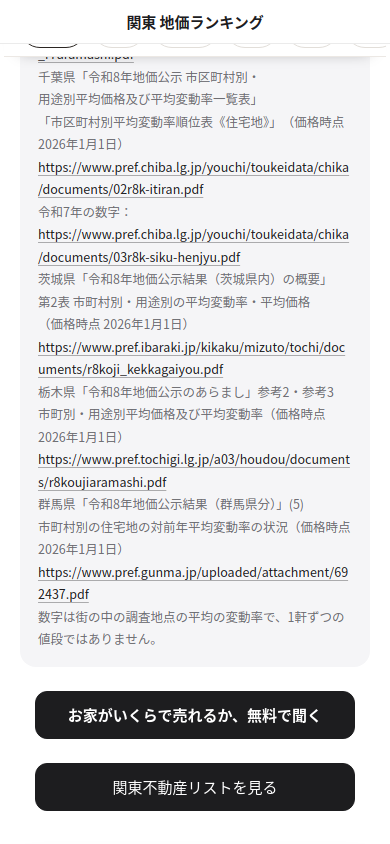 関東 地価ランキング
千葉県「令和8年地価公示 市区町村別・
用途別平均価格及び平均変動率一覧表」
「市区町村別平均変動率順位表《住宅地》」（価格時点
2026年1月1日）
https://www.pref.chiba.lg.jp/youchi/toukeidata/chika
/documents/02r8k-itiran.pdf
令和7年の数字：
https://www.pref.chiba.lg.jp/youchi/toukeidata/chika
/documents/03r8k-siku-henjyu.pdf
茨城県「令和8年地価公示結果（茨城県内）の概要」
第2表 市町村別・用途別の平均変動率・平均価格
（価格時点 2026年1月1日）
https://www.pref.ibaraki.jp/kikaku/mizuto/tochi/doc
uments/r8koji_kekkagaiyou.pdf
栃木県「令和8年地価公示のあらまし」参考2・参考3
市町別・用途別平均価格及び平均変動率（価格時点
2026年1月1日）
https://www.pref.tochigi.lg.jp/a03/houdou/document
s/r8koujiaramashi.pdf
群馬県「令和8年地価公示結果（群馬県分）」(5)
市町村別の住宅地の対前年平均変動率の状況（価格時点
2026年1月1日）
https://www.pref.gunma.jp/uploaded/attachment/69
2437.pdf
数字は街の中の調査地点の平均の変動率で、1軒ずつの
値段ではありません。
お家がいくらで売れるか、無料で聞く
関東不動産リストを見る